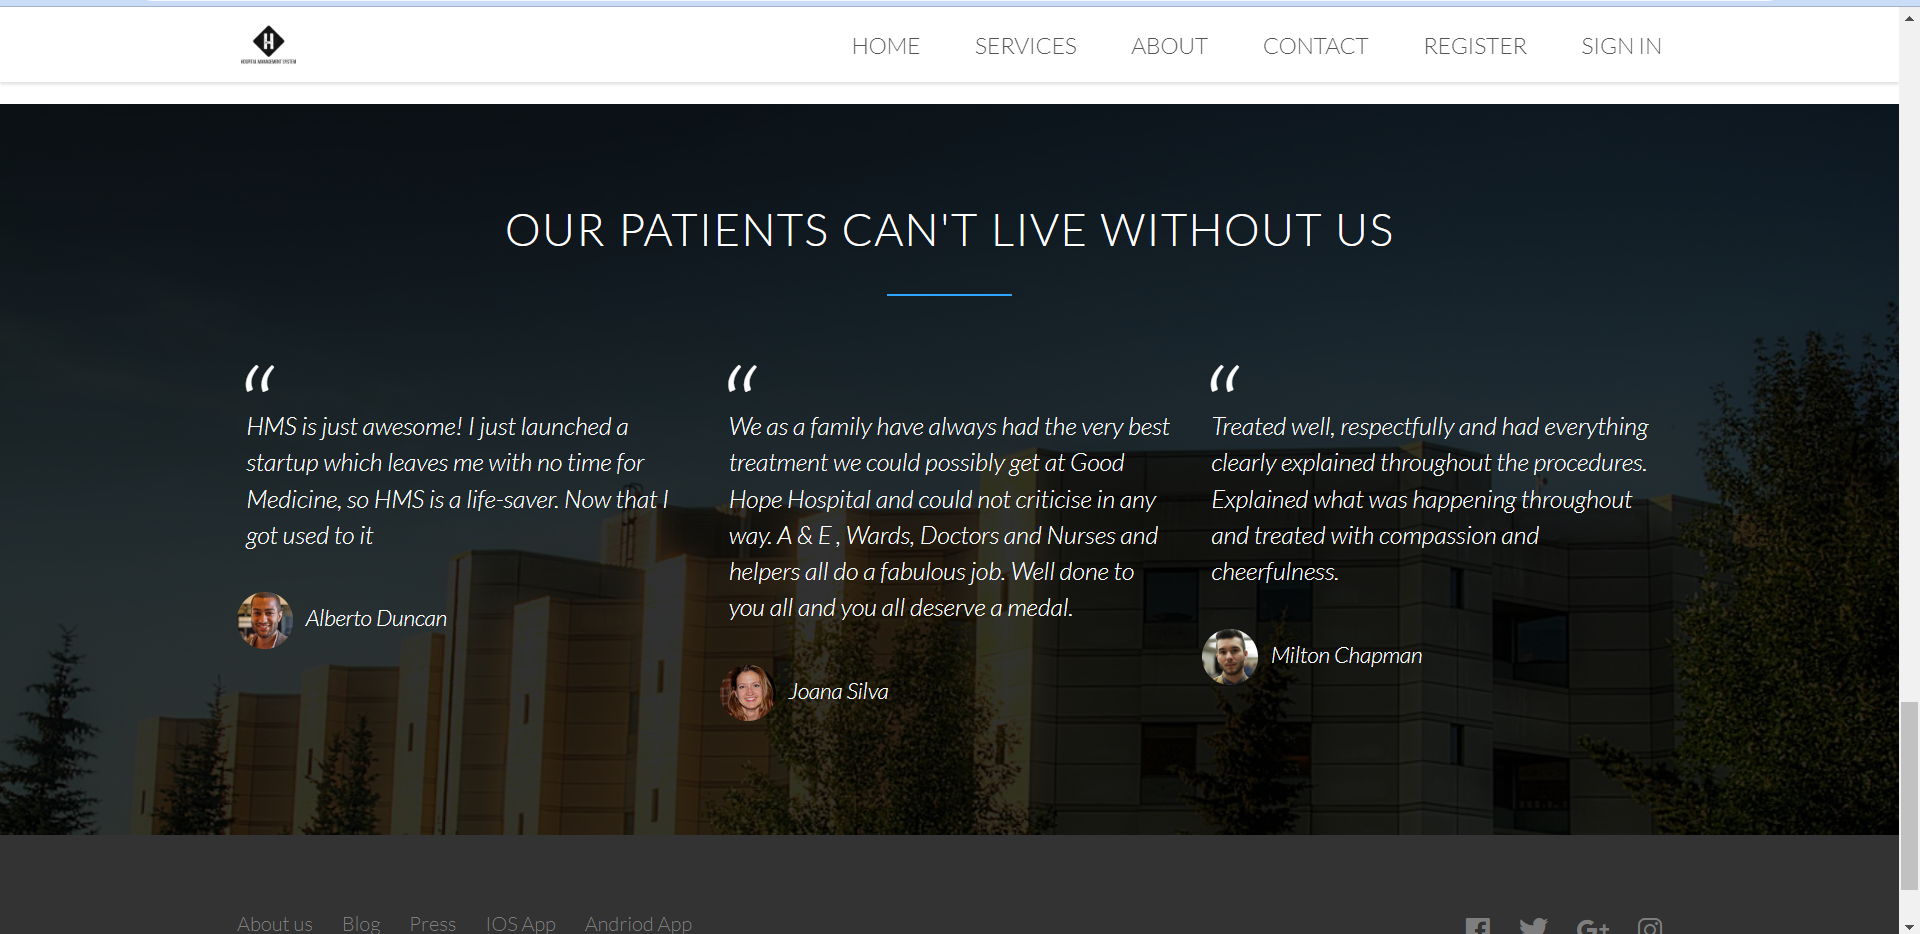 HOSPITAL MANAGEMENT SYSTEM
HOME SERVICES ABOUT CONTACT REGISTER SIGN IN
OUR PATIENTS CAN'T LIVE WITHOUT US
“
HMS is just awesome! I just launched a
startup which leaves me with no time for
Medicine, so HMS is a life-saver. Now that I
got used to it
Alberto Duncan
“
We as a family have always had the very best
treatment we could possibly get at Good
Hope Hospital and could not criticise in any
way. A & E , Wards, Doctors and Nurses and
helpers all do a fabulous job. Well done to
you all and you all deserve a medal.
Joana Silva
“
Treated well, respectfully and had everything
clearly explained throughout the procedures.
Explained what was happening throughout
and treated with compassion and
cheerfulness.
Milton Chapman
About us Blog Press IOS App Andriod App